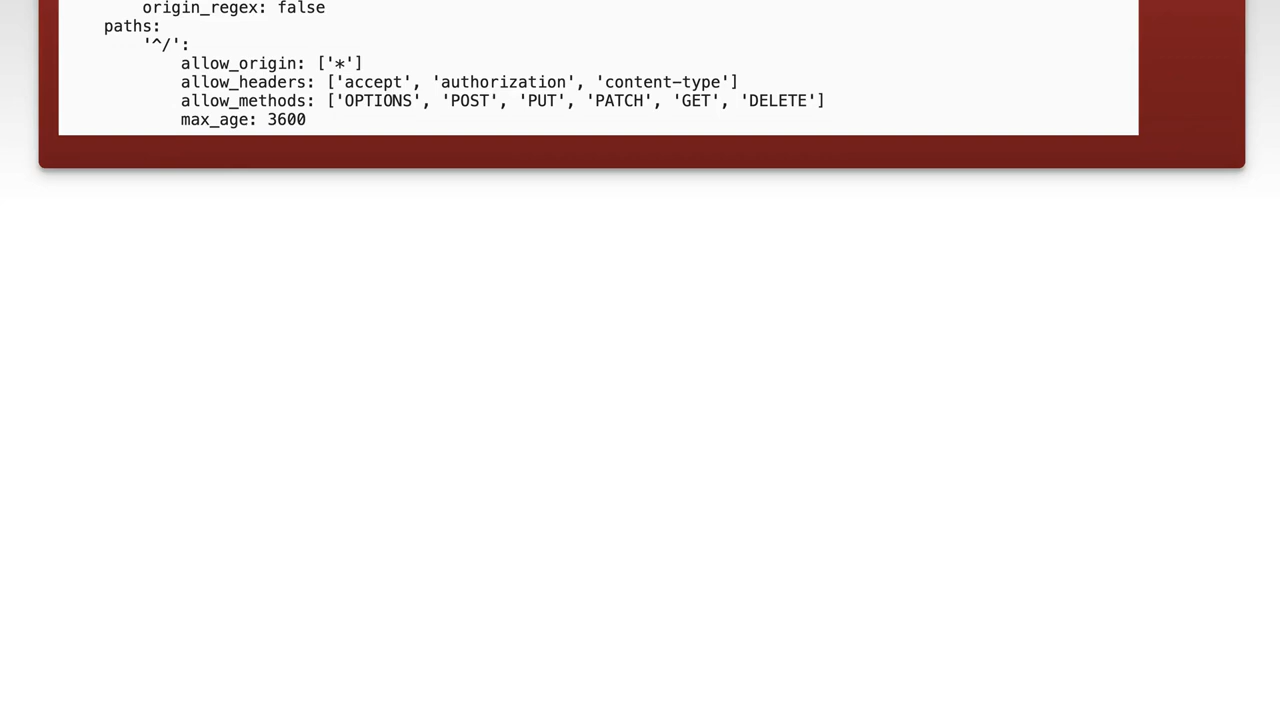 origin_regex: false
paths:
'^/':
allow_origin: ['*']
allow_headers: ['accept', 'authorization', 'content-type']
allow_methods: ['OPTIONS', 'POST', 'PUT', 'PATCH', 'GET', 'DELETE']
max_age: 3600